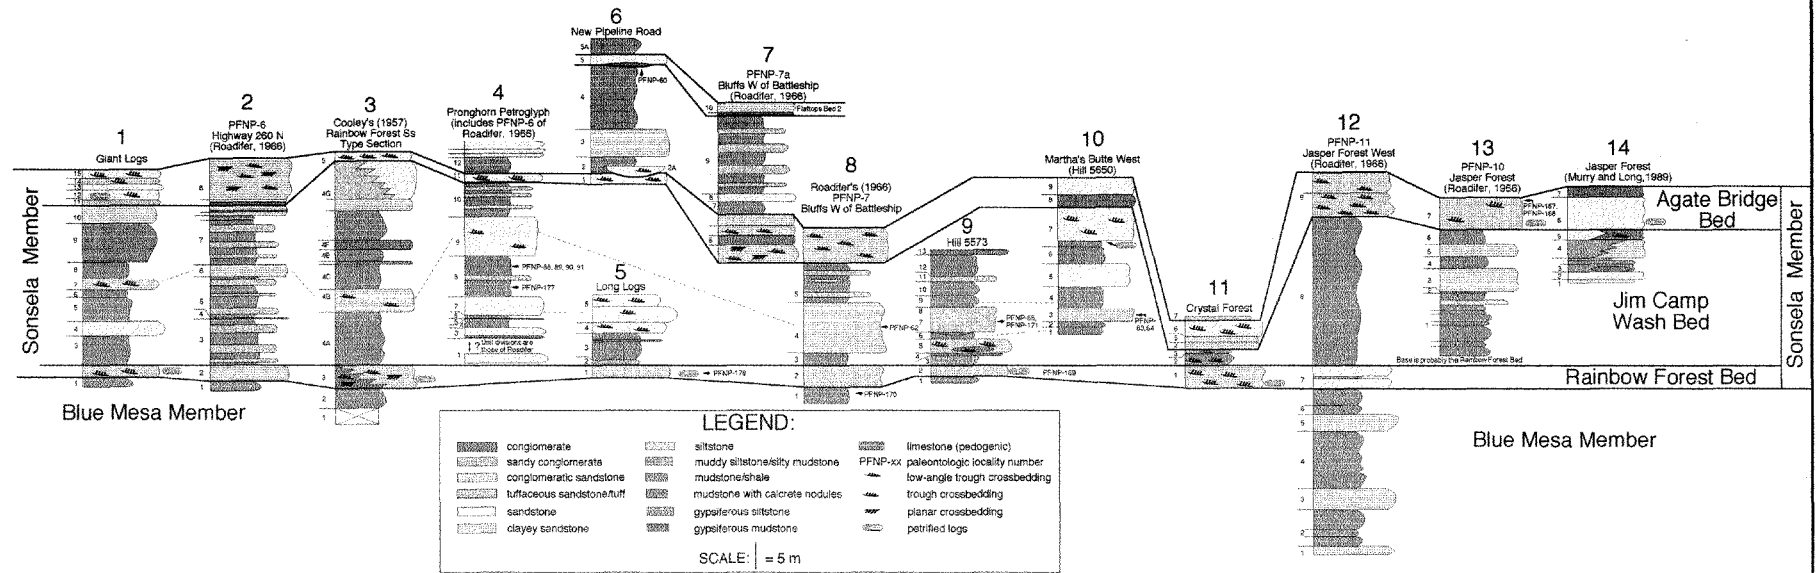 1
Giant Logs
2
PFNP-6
Highway 260 N
(Roadifer, 1966)
3
Cooley's (1957)
Rainbow Forest Ss
Type Section
4
Pronghorn Petroglyph
(includes PFNP-6 of
Roadifer, 1966)
5
Long Logs
6
New Pipeline Road
7
PFNP-7a
Bluffs W of Battleship
(Roadifer, 1966)
8
Roadifer's (1966)
PFNP-7
Bluffs W of Battleship
9
Hill 5573
10
Martha's Butte West
(Hill 5650)
11
Crystal Forest
12
PFNP-11
Jasper Forest West
(Roadifer, 1966)
13
PFNP-10
Jasper Forest
(Roadifer, 1966)
14
Jasper Forest
(Murry and Long, 1989)
PFNP-60
Flattops Bed 2
PFNP-88, 89, 90, 91
PFNP-177
Unit divisions are
those of Roadifer
PFNP-178
PFNP-62
PFNP-170
PFNP-171
PFNP-169
PFNP-167,
PFNP-168
Base is probably the Rainbow Forest Bed
Sonsela Member
Agate Bridge
Bed
Jim Camp
Wash Bed
Rainbow Forest Bed
Sonsela Member
Blue Mesa Member
Blue Mesa Member
LEGEND:
conglomerate
sandy conglomerate
conglomeratic sandstone
tuffaceous sandstone/tuff
sandstone
clayey sandstone
siltstone
muddy siltstone/silty mudstone
mudstone/shale
mudstone with calcrete nodules
gypsiferous siltstone
gypsiferous mudstone
limestone (pedogenic)
PFNP-xx paleontologic locality number
low-angle trough crossbedding
trough crossbedding
planar crossbedding
petrified logs
SCALE: = 5 m